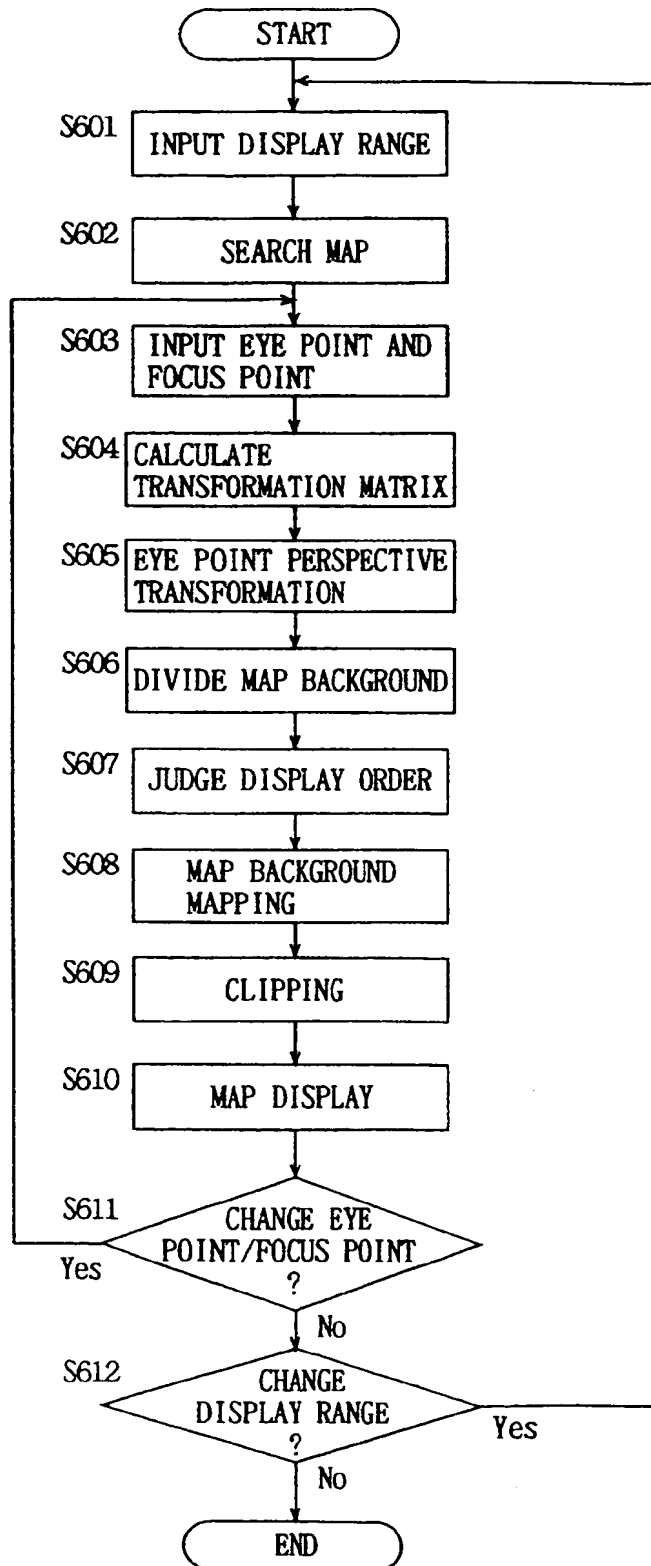 START
S601
INPUT DISPLAY RANGE
S602
SEARCH MAP
S603
INPUT EYE POINT AND
FOCUS POINT
S604
CALCULATE
TRANSFORMATION MATRIX
S605
EYE POINT PERSPECTIVE
TRANSFORMATION
S606
DIVIDE MAP BACKGROUND
S607
JUDGE DISPLAY ORDER
S608
MAP BACKGROUND
MAPPING
S609
CLIPPING
S610
MAP DISPLAY
S611
CHANGE EYE
POINT/FOCUS POINT
?
Yes
No
S612
CHANGE
DISPLAY RANGE
?
Yes
No
END